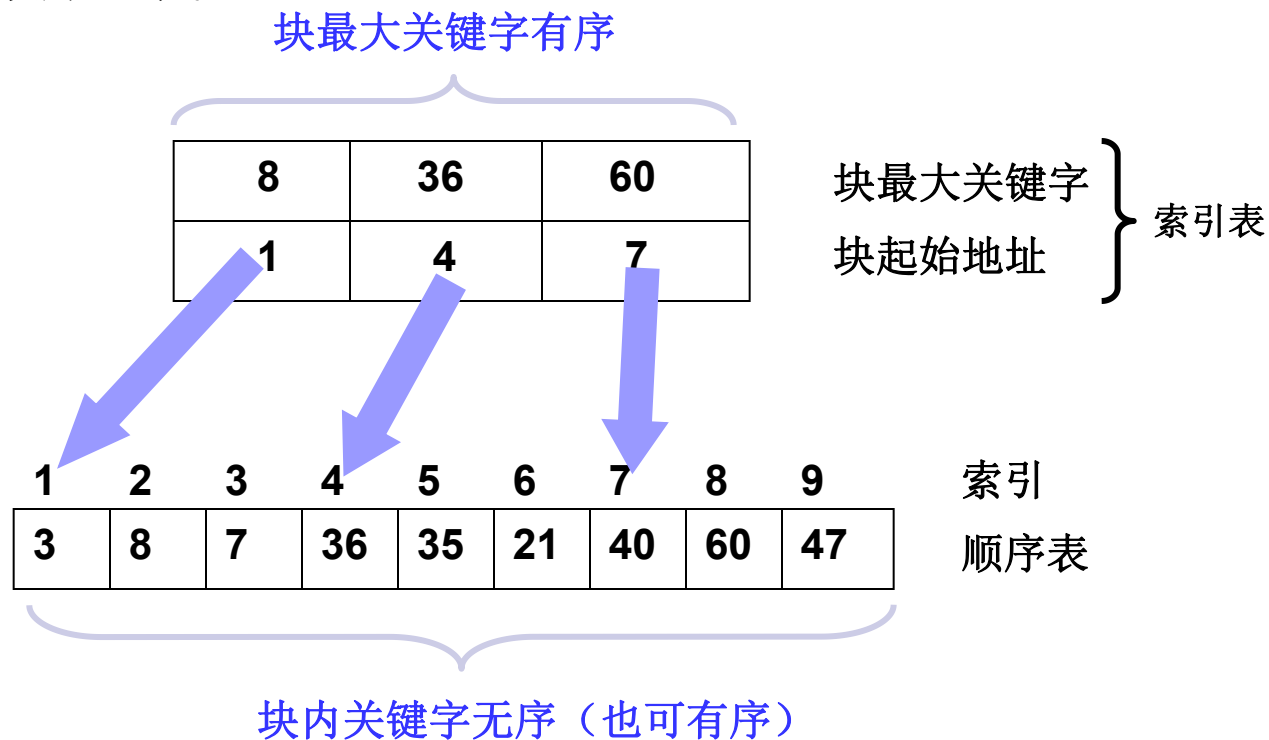 块最大关键字有序
8 36 60 块最大关键字
索引表
1 4 7 块起始地址
1 2 3 4 5 6 7 8 9 索引
3 8 7 36 35 21 40 60 47 顺序表
块内关键字无序（也可有序）